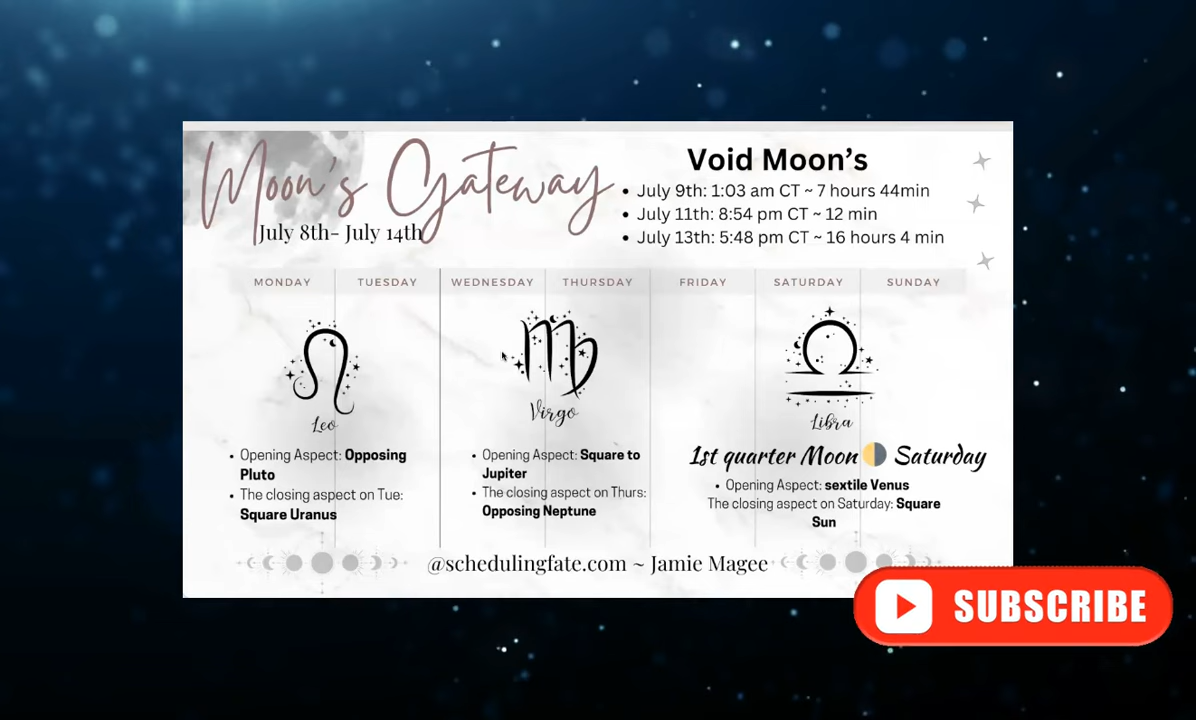 Moon's Gateway
July 8th- July 14th
Void Moon's
• July 9th: 1:03 am CT ~ 7 hours 44min
• July 11th: 8:54 pm CT ~ 12 min
• July 13th: 5:48 pm CT ~ 16 hours 4 min
MONDAY TUESDAY WEDNESDAY THURSDAY FRIDAY SATURDAY SUNDAY
Leo
• Opening Aspect: Opposing
Pluto
• The closing aspect on Tue:
Square Uranus
Virgo
• Opening Aspect: Square to
Jupiter
• The closing aspect on Thurs:
Opposing Neptune
Libra
1st quarter Moon 🌗 Saturday
• Opening Aspect: sextile Venus
The closing aspect on Saturday: Square
Sun
@schedulingfate.com ~ Jamie Magee
SUBSCRIBE